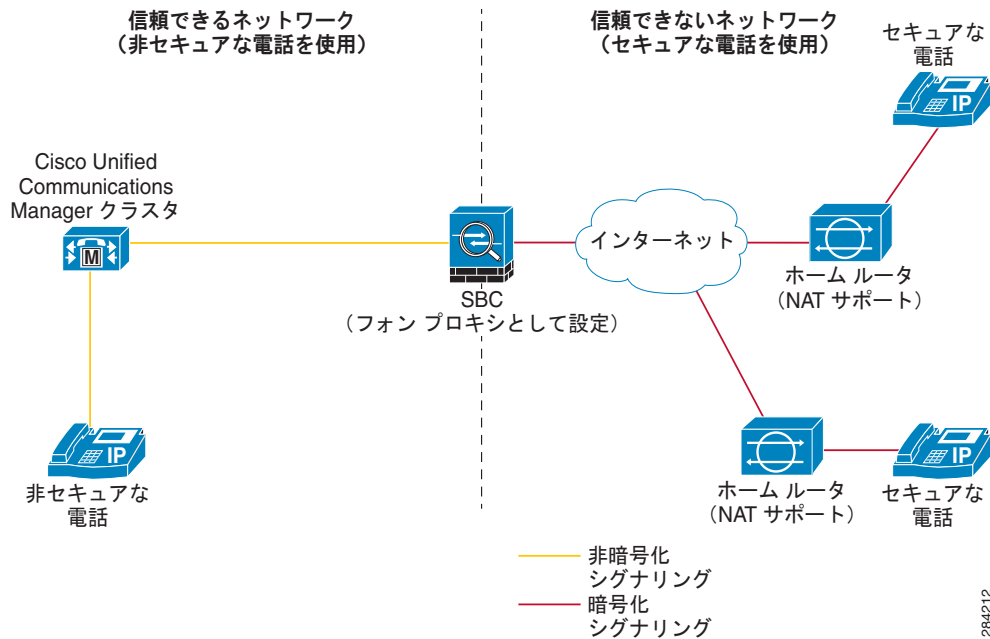 信頼できるネットワーク
（非セキュアな電話を使用）
信頼できないネットワーク
（セキュアな電話を使用）
セキュアな
電話
IP
Cisco Unified
Communications
Manager クラスタ
M
インターネット
SBC
（フォン プロキシとして設定）
ホーム ルータ
（NAT サポート）
IP
非セキュアな
電話
ホーム ルータ
（NAT サポート）
IP
セキュアな
電話
非暗号化
シグナリング
暗号化
シグナリング
284212